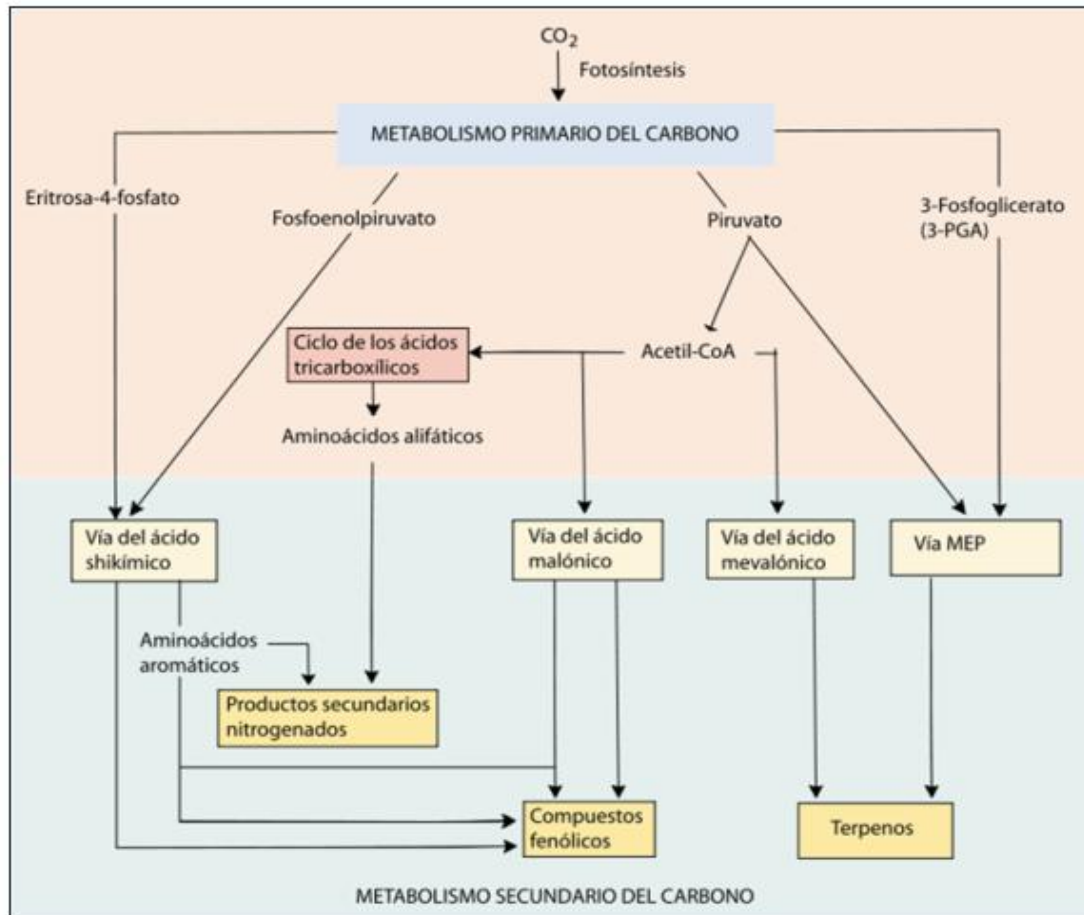 CO₂
Fotosíntesis
METABOLISMO PRIMARIO DEL CARBONO
Eritrosa-4-fosfato
Fosfoenolpiruvato
Piruvato
3-Fosfoglicerato
(3-PGA)
Ciclo de los ácidos
tricarboxílicos
Acetil-CoA
Aminoácidos alifáticos
Vía del ácido
shikímico
Vía del ácido
malónico
Vía del ácido
mevalónico
Vía MEP
Aminoácidos
aromáticos
Productos secundarios
nitrogenados
Compuestos
fenólicos
Terpenos
METABOLISMO SECUNDARIO DEL CARBONO